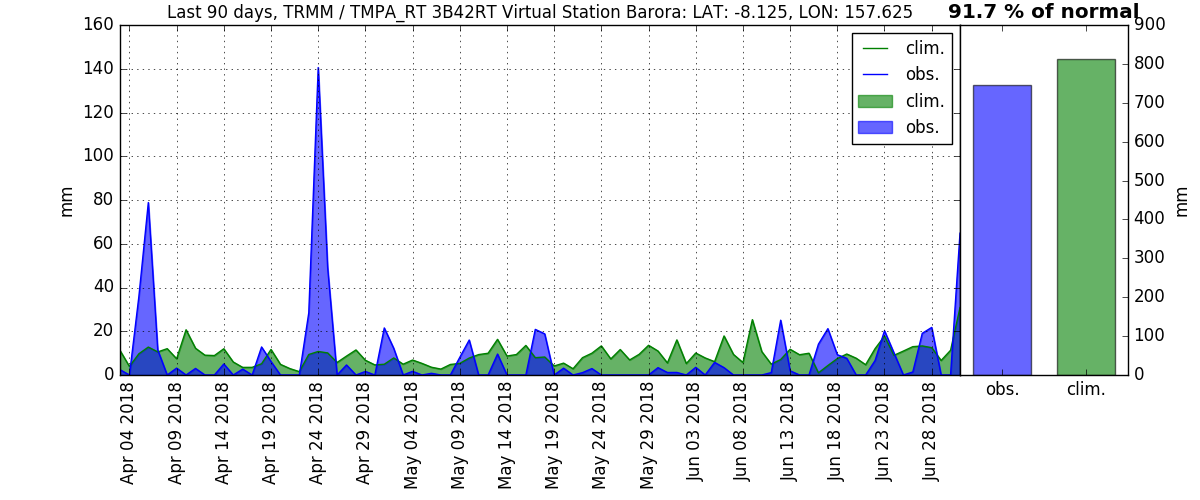 Last 90 days, TRMM / TMPA_RT 3B42RT Virtual Station Barora: LAT: -8.125, LON: 157.625
91.7 % of normal
160
140
120
100
80
60
40
20
0
mm
clim.
obs.
clim.
obs.
Apr 04 2018
Apr 09 2018
Apr 14 2018
Apr 19 2018
Apr 24 2018
Apr 29 2018
May 04 2018
May 09 2018
May 14 2018
May 19 2018
May 24 2018
May 29 2018
Jun 03 2018
Jun 08 2018
Jun 13 2018
Jun 18 2018
Jun 23 2018
Jun 28 2018
900
800
700
600
500
400
300
200
100
0
mm
obs.
clim.